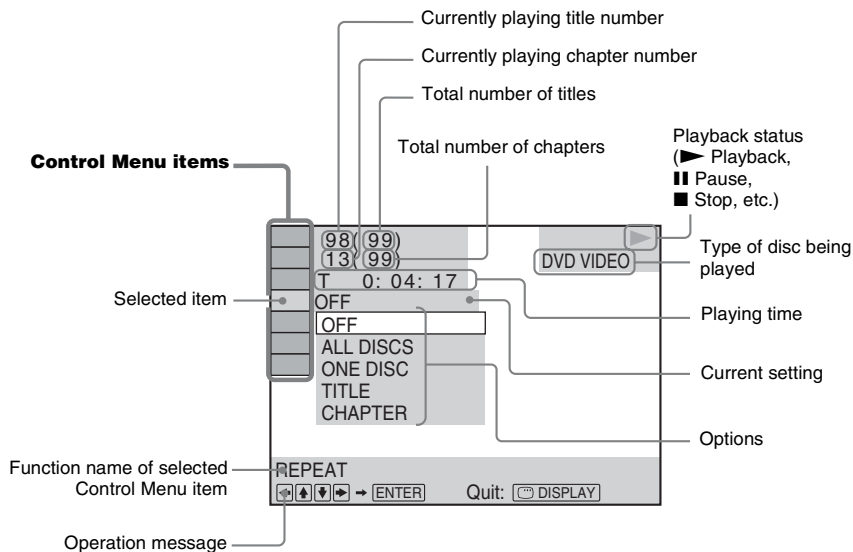 Currently playing title number
Currently playing chapter number
Total number of titles
Total number of chapters
Playback status
(► Playback,
❚❚ Pause,
■ Stop, etc.)
Control Menu items
98( 99)
13( 99)
►
DVD VIDEO
Type of disc being
played
T 0: 04: 17
Playing time
Selected item
OFF
OFF
ALL DISCS
ONE DISC
TITLE
CHAPTER
Current setting
Options
Function name of selected
Control Menu item
REPEAT
← ↑ ↓ → → ENTER Quit: DISPLAY
Operation message